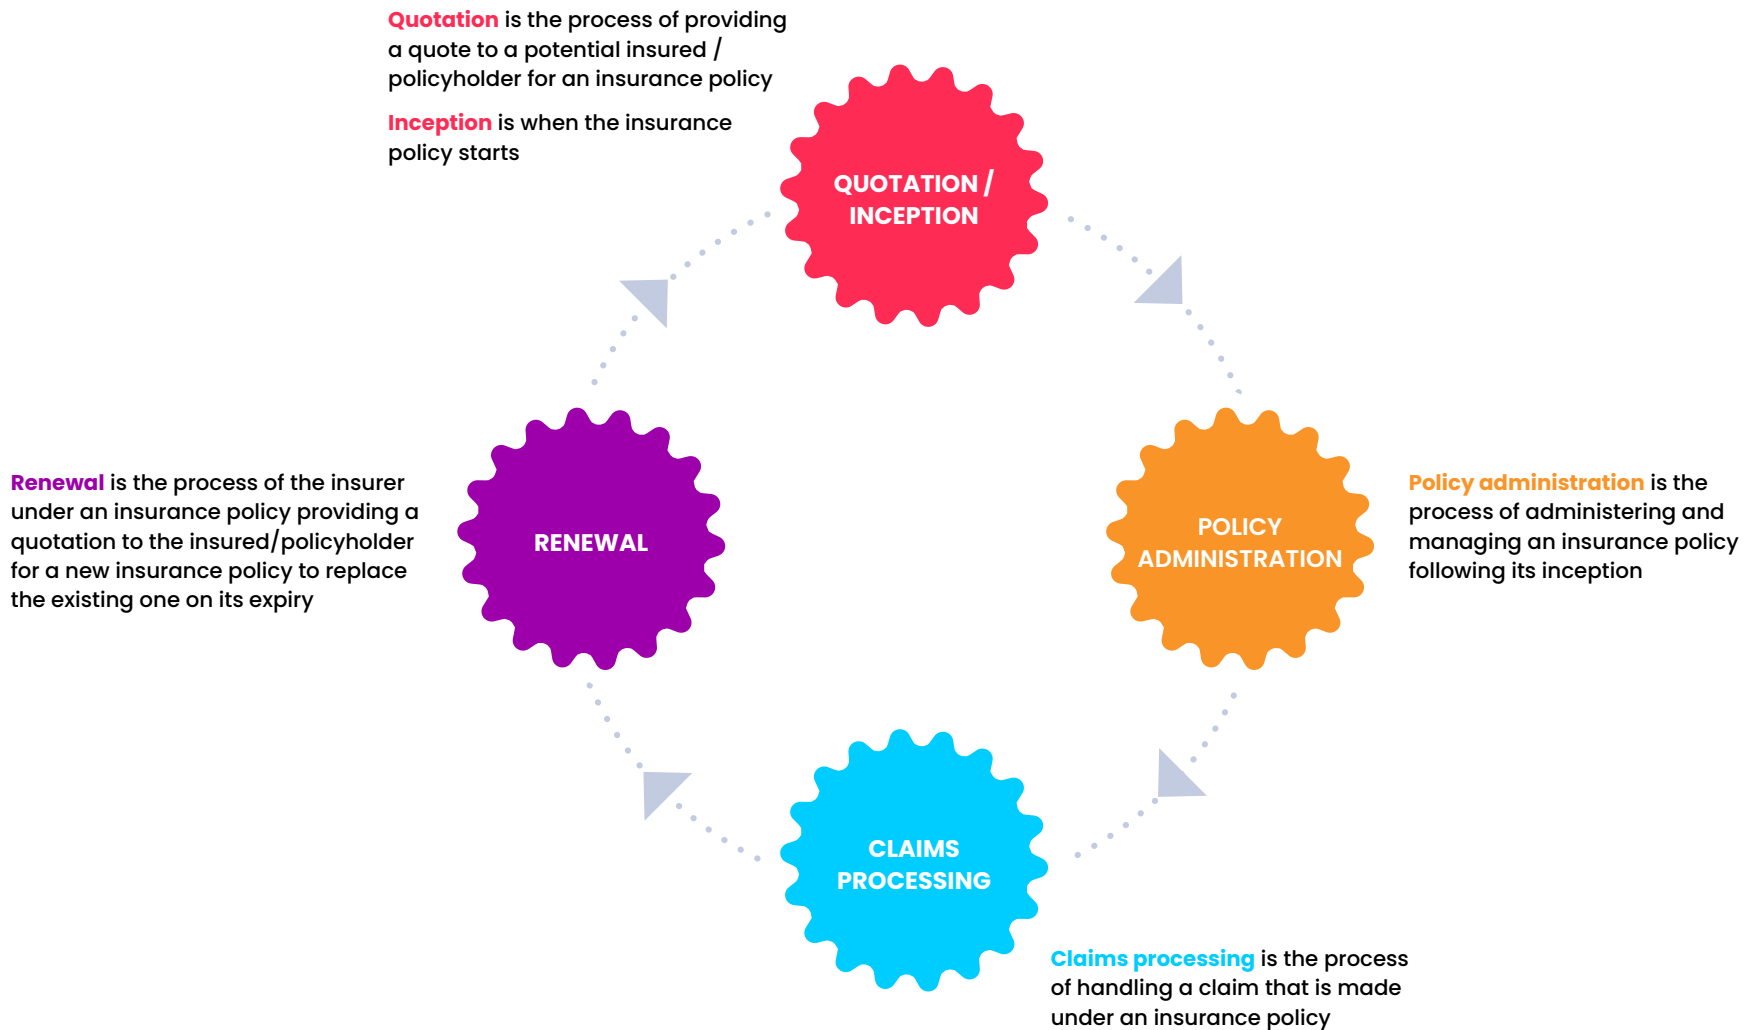 Quotation is the process of providing
a quote to a potential insured /
policyholder for an insurance policy
Inception is when the insurance
policy starts
QUOTATION /
INCEPTION
Renewal is the process of the insurer
under an insurance policy providing a
quotation to the insured/policyholder
for a new insurance policy to replace
the existing one on its expiry
RENEWAL
POLICY
ADMINISTRATION
Policy administration is the
process of administering and
managing an insurance policy
following its inception
CLAIMS
PROCESSING
Claims processing is the process
of handling a claim that is made
under an insurance policy